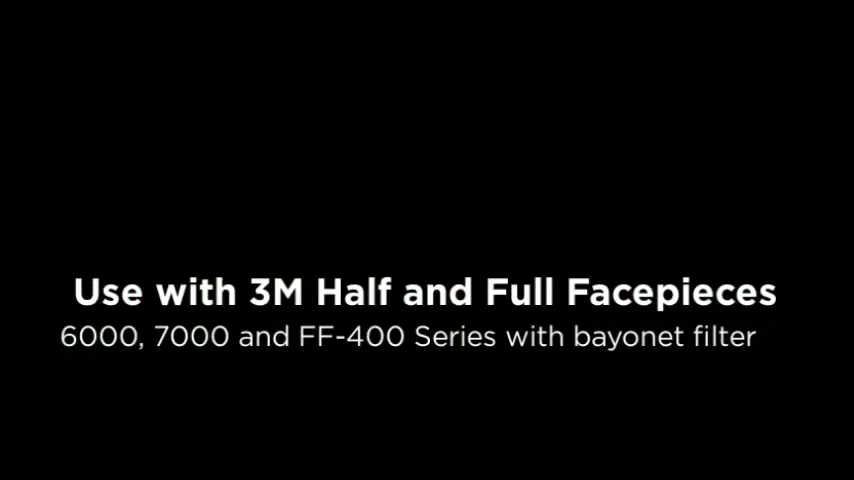 Use with 3M Half and Full Facepieces
6000, 7000 and FF-400 Series with bayonet filter